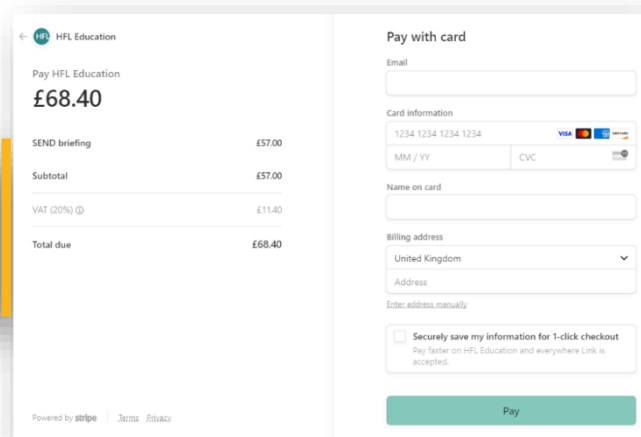 ← HFL HFL Education
Pay HFL Education
£68.40
SEND briefing £57.00
Subtotal £57.00
VAT (20%) £11.40
Total due £68.40
Powered by stripe | Terms Privacy
Pay with card
Email
Card information
1234 1234 1234 1234 VISA
MM / YY CVC
Name on card
Billing address
United Kingdom
Address
Enter address manually
Securely save my information for 1-click checkout
Pay faster on HFL Education and everywhere Link is
accepted.
Pay